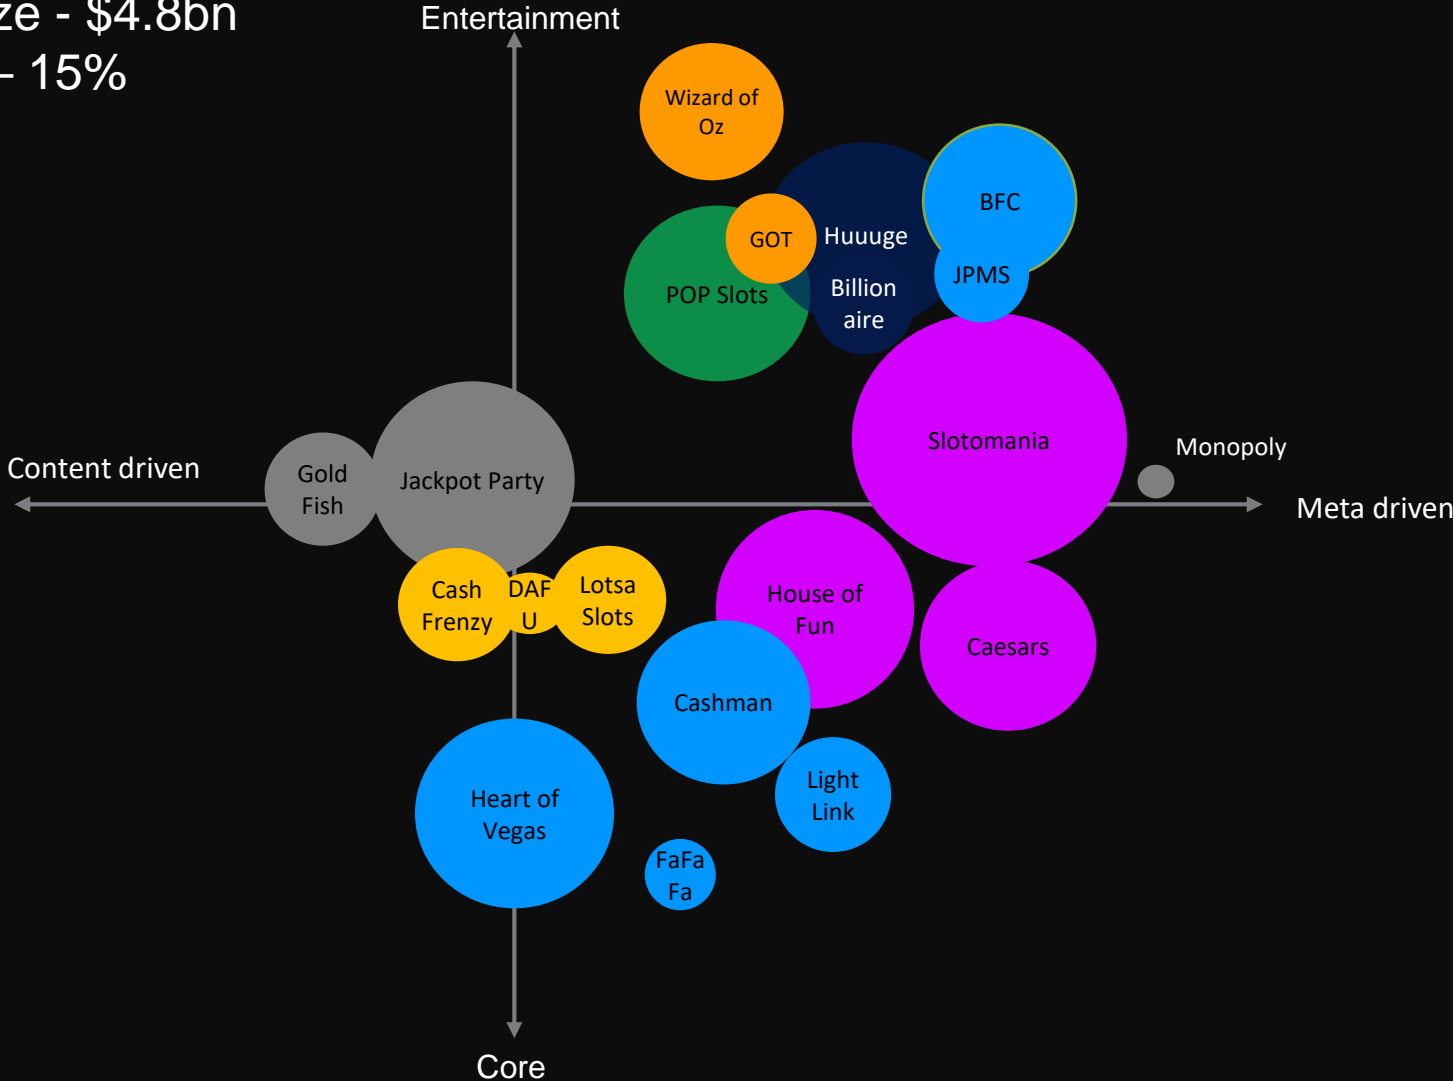 ze - $4.8bn
– 15%
Entertainment
Wizard of
Oz
BFC
GOT
Huuuge
JPMS
POP Slots
Billion
aire
Slotomania
Monopoly
Content driven
Gold
Fish
Jackpot Party
Meta driven
Cash
Frenzy
DAF
U
Lotsa
Slots
House of
Fun
Caesars
Cashman
Light
Link
Heart of
Vegas
FaFa
Fa
Core